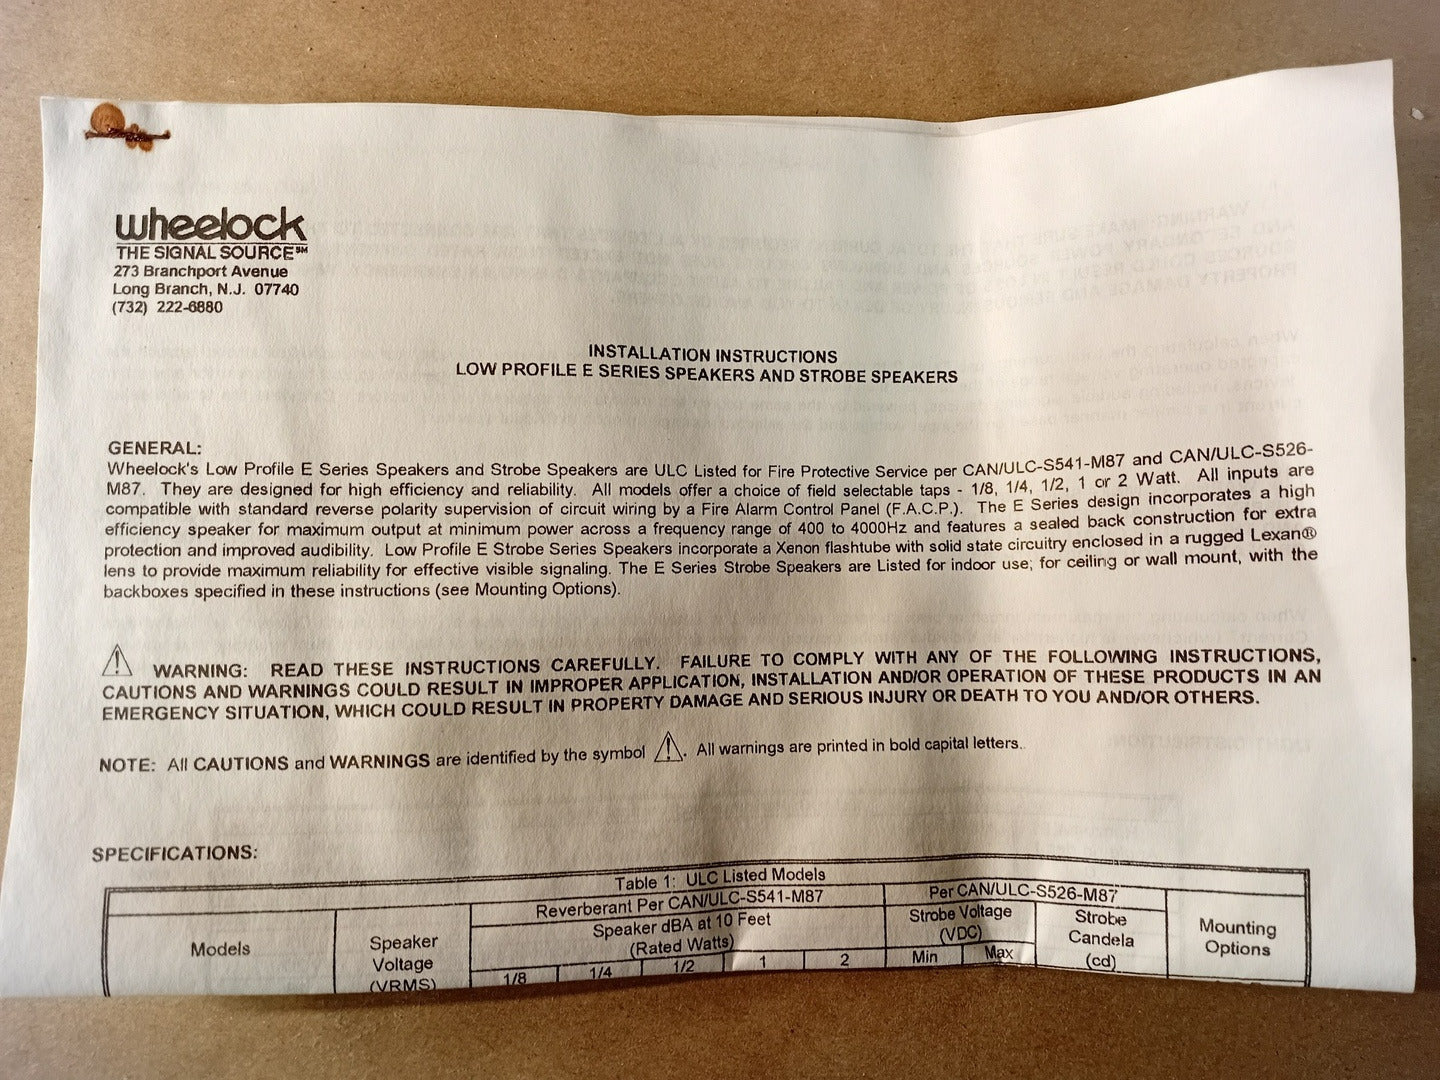 wheelock
THE SIGNAL SOURCE℠
273 Branchport Avenue
Long Branch, N.J. 07740
(732) 222-6880
INSTALLATION INSTRUCTIONS
LOW PROFILE E SERIES SPEAKERS AND STROBE SPEAKERS
GENERAL:
Wheelock's Low Profile E Series Speakers and Strobe Speakers are ULC Listed for Fire Protective Service per CAN/ULC-S541-M87 and CAN/ULC-S526-
M87. They are designed for high efficiency and reliability. All models offer a choice of field selectable taps - 1/8, 1/4, 1/2, 1 or 2 Watt. All inputs are
compatible with standard reverse polarity supervision of circuit wiring by a Fire Alarm Control Panel (F.A.C.P.). The E Series design incorporates a high
efficiency speaker for maximum output at minimum power across a frequency range of 400 to 4000Hz and features a sealed back construction for extra
protection and improved audibility. Low Profile E Strobe Series Speakers incorporate a Xenon flashtube with solid state circuitry enclosed in a rugged Lexan®
lens to provide maximum reliability for effective visible signaling. The E Series Strobe Speakers are Listed for indoor use; for ceiling or wall mount, with the
backboxes specified in these instructions (see Mounting Options).
⚠ WARNING: READ THESE INSTRUCTIONS CAREFULLY. FAILURE TO COMPLY WITH ANY OF THE FOLLOWING INSTRUCTIONS,
CAUTIONS AND WARNINGS COULD RESULT IN IMPROPER APPLICATION, INSTALLATION AND/OR OPERATION OF THESE PRODUCTS IN AN
EMERGENCY SITUATION, WHICH COULD RESULT IN PROPERTY DAMAGE AND SERIOUS INJURY OR DEATH TO YOU AND/OR OTHERS.
NOTE: All CAUTIONS and WARNINGS are identified by the symbol ⚠. All warnings are printed in bold capital letters.
SPECIFICATIONS:
Table 1: ULC Listed Models
Reverberant Per CAN/ULC-S541-M87 Per CAN/ULC-S526-M87
Models
Speaker
Voltage
(VRMS)
Speaker dBA at 10 Feet
(Rated Watts)
1/8 1/4 1/2 1 2
Strobe Voltage
(VDC)
Min Max
Strobe
Candela
(cd)
Mounting
Options